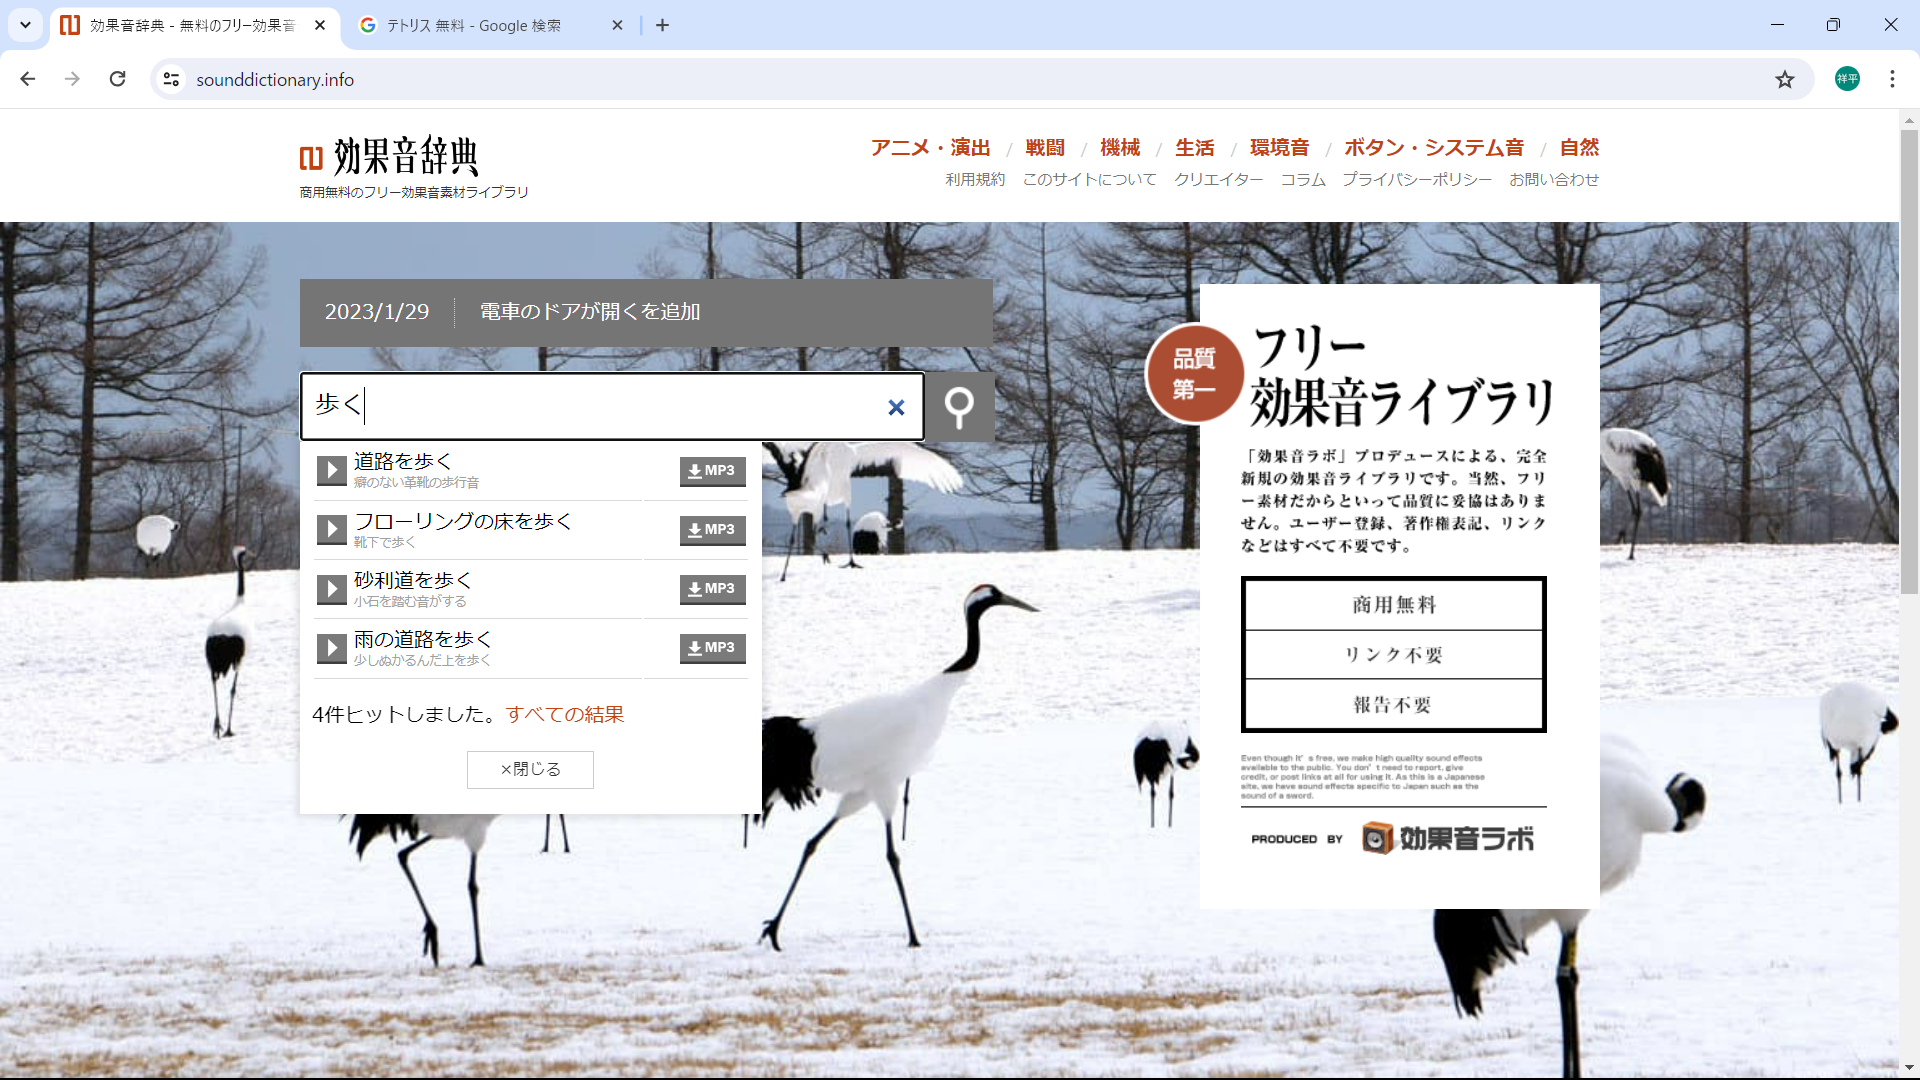 効果音辞典 - 無料のフリー効果音
テトリス 無料 - Google 検索
sounddictionary.info
祥平
効果音辞典
商用無料のフリー効果音素材ライブラリ
アニメ・演出 / 戦闘 / 機械 / 生活 / 環境音 / ボタン・システム音 / 自然
利用規約 このサイトについて クリエイター コラム プライバシーポリシー お問い合わせ
2023/1/29 電車のドアが開くを追加
歩く
道路を歩く
癖のない革靴の歩行音
MP3
フローリングの床を歩く
靴下で歩く
MP3
砂利道を歩く
小石を踏む音がする
MP3
雨の道路を歩く
少しぬかるんだ上を歩く
MP3
4件ヒットしました。すべての結果
×閉じる
品質
第一
フリー
効果音ライブラリ
「効果音ラボ」プロデュースによる、完全
新規の効果音ライブラリです。当然、フリ
ー素材だからといって品質に妥協はありま
せん。ユーザー登録、著作権表記、リンク
などはすべて不要です。
商用無料
リンク不要
報告不要
Even though it's free, we make high quality sound effects
available to the public. You don't need to report, give
credit, or post links at all for using it. As this is a Japanese
site, we have sound effects specific to Japan such as the
sound of a sword.
PRODUCED BY 効果音ラボ